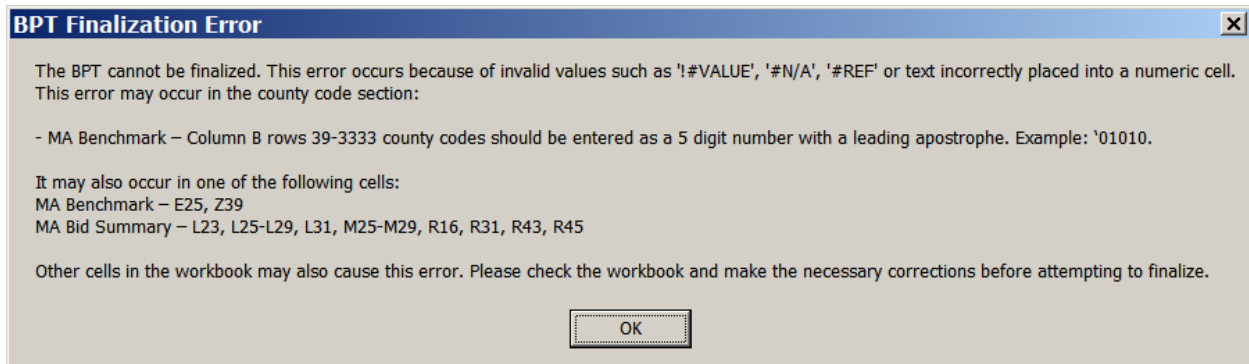 BPT Finalization Error
The BPT cannot be finalized. This error occurs because of invalid values such as '!#VALUE', '#N/A', '#REF' or text incorrectly placed into a numeric cell.
This error may occur in the county code section:
- MA Benchmark – Column B rows 39-3333 county codes should be entered as a 5 digit number with a leading apostrophe. Example: ‘01010.
It may also occur in one of the following cells:
MA Benchmark – E25, Z39
MA Bid Summary – L23, L25-L29, L31, M25-M29, R16, R31, R43, R45
Other cells in the workbook may also cause this error. Please check the workbook and make the necessary corrections before attempting to finalize.
OK